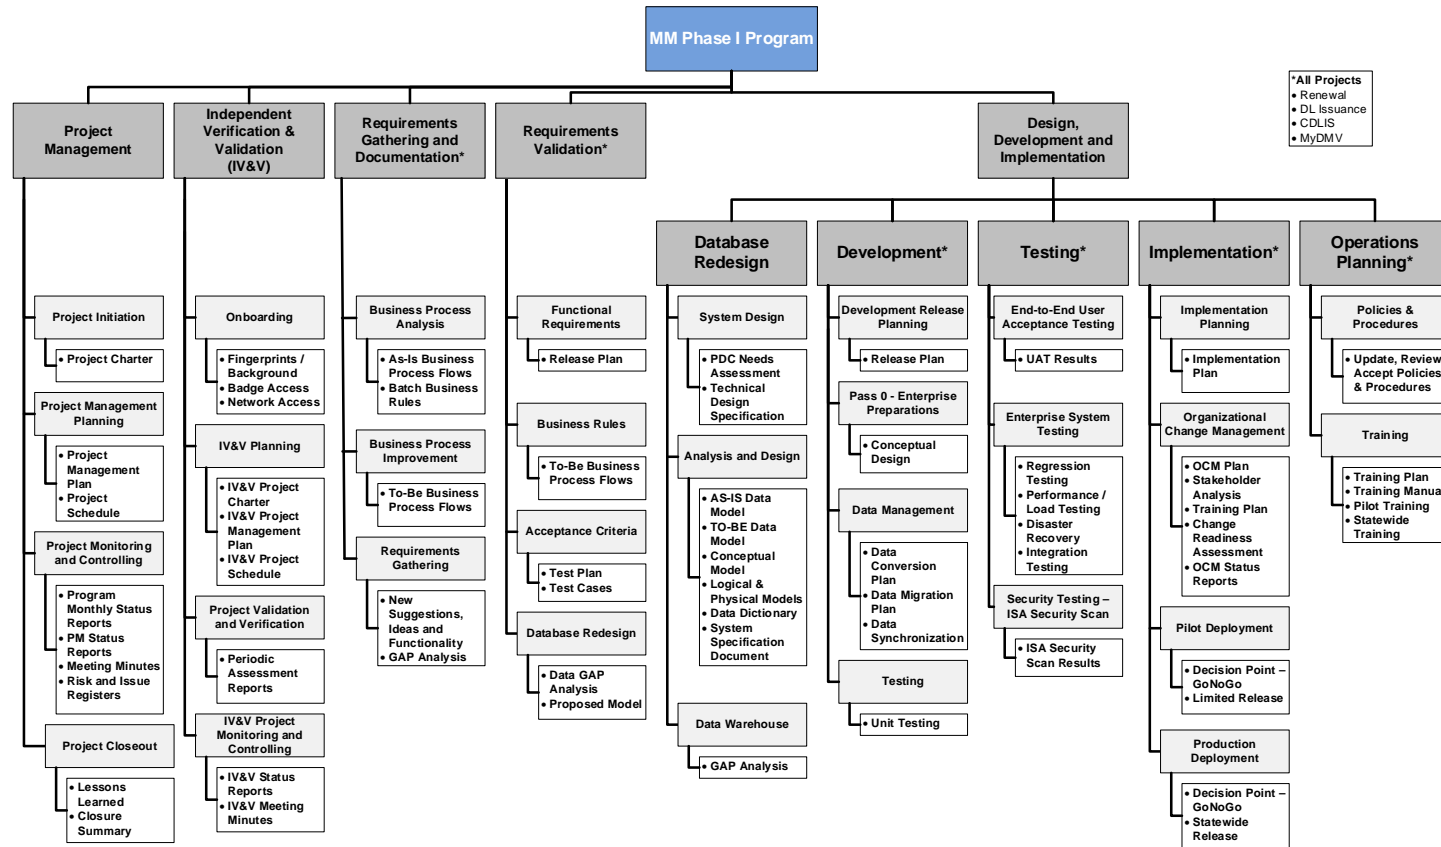 MM Phase I Program
*All Projects
• Renewal
• DL Issuance
• CDLIS
• MyDMV
Project
Management
Independent
Verification &
Validation
(IV&V)
Requirements
Gathering and
Documentation*
Requirements
Validation*
Design,
Development and
Implementation
Database
Redesign
Development*
Testing*
Implementation*
Operations
Planning*
Project Initiation
• Project Charter
Project Management
Planning
• Project
Management
Plan
• Project
Schedule
Project Monitoring
and Controlling
• Program
Monthly Status
Reports
• PM Status
Reports
• Meeting Minutes
• Risk and Issue
Registers
Project Closeout
• Lessons
Learned
• Closure
Summary
Onboarding
• Fingerprints /
Background
• Badge Access
• Network Access
IV&V Planning
• IV&V Project
Charter
• IV&V Project
Management
Plan
• IV&V Project
Schedule
Project Validation
and Verification
• Periodic
Assessment
Reports
IV&V Project
Monitoring and
Controlling
• IV&V Status
Reports
• IV&V Meeting
Minutes
Business Process
Analysis
• As-Is Business
Process Flows
• Batch Business
Rules
Business Process
Improvement
• To-Be Business
Process Flows
Requirements
Gathering
• New
Suggestions,
Ideas and
Functionality
• GAP Analysis
Functional
Requirements
• Release Plan
Business Rules
• To-Be Business
Process Flows
Acceptance Criteria
• Test Plan
• Test Cases
Database Redesign
• Data GAP
Analysis
• Proposed Model
System Design
• PDC Needs
Assessment
• Technical
Design
Specification
Analysis and Design
• AS-IS Data
Model
• TO-BE Data
Model
• Conceptual
Model
• Logical &
Physical Models
• Data Dictionary
• System
Specification
Document
Data Warehouse
• GAP Analysis
Development Release
Planning
• Release Plan
Pass 0 - Enterprise
Preparations
• Conceptual
Design
Data Management
• Data
Conversion
Plan
• Data Migration
Plan
• Data
Synchronization
Testing
• Unit Testing
End-to-End User
Acceptance Testing
• UAT Results
Enterprise System
Testing
• Regression
Testing
• Performance /
Load Testing
• Disaster
Recovery
• Integration
Testing
Security Testing –
ISA Security Scan
• ISA Security
Scan Results
Implementation
Planning
• Implementation
Plan
Organizational
Change Management
• OCM Plan
• Stakeholder
Analysis
• Training Plan
• Change
Readiness
Assessment
• OCM Status
Reports
Pilot Deployment
• Decision Point –
GoNoGo
• Limited Release
Production
Deployment
• Decision Point –
GoNoGo
• Statewide
Release
Policies &
Procedures
• Update, Review,
Accept Policies
& Procedures
Training
• Training Plan
• Training Manual
• Pilot Training
• Statewide
Training